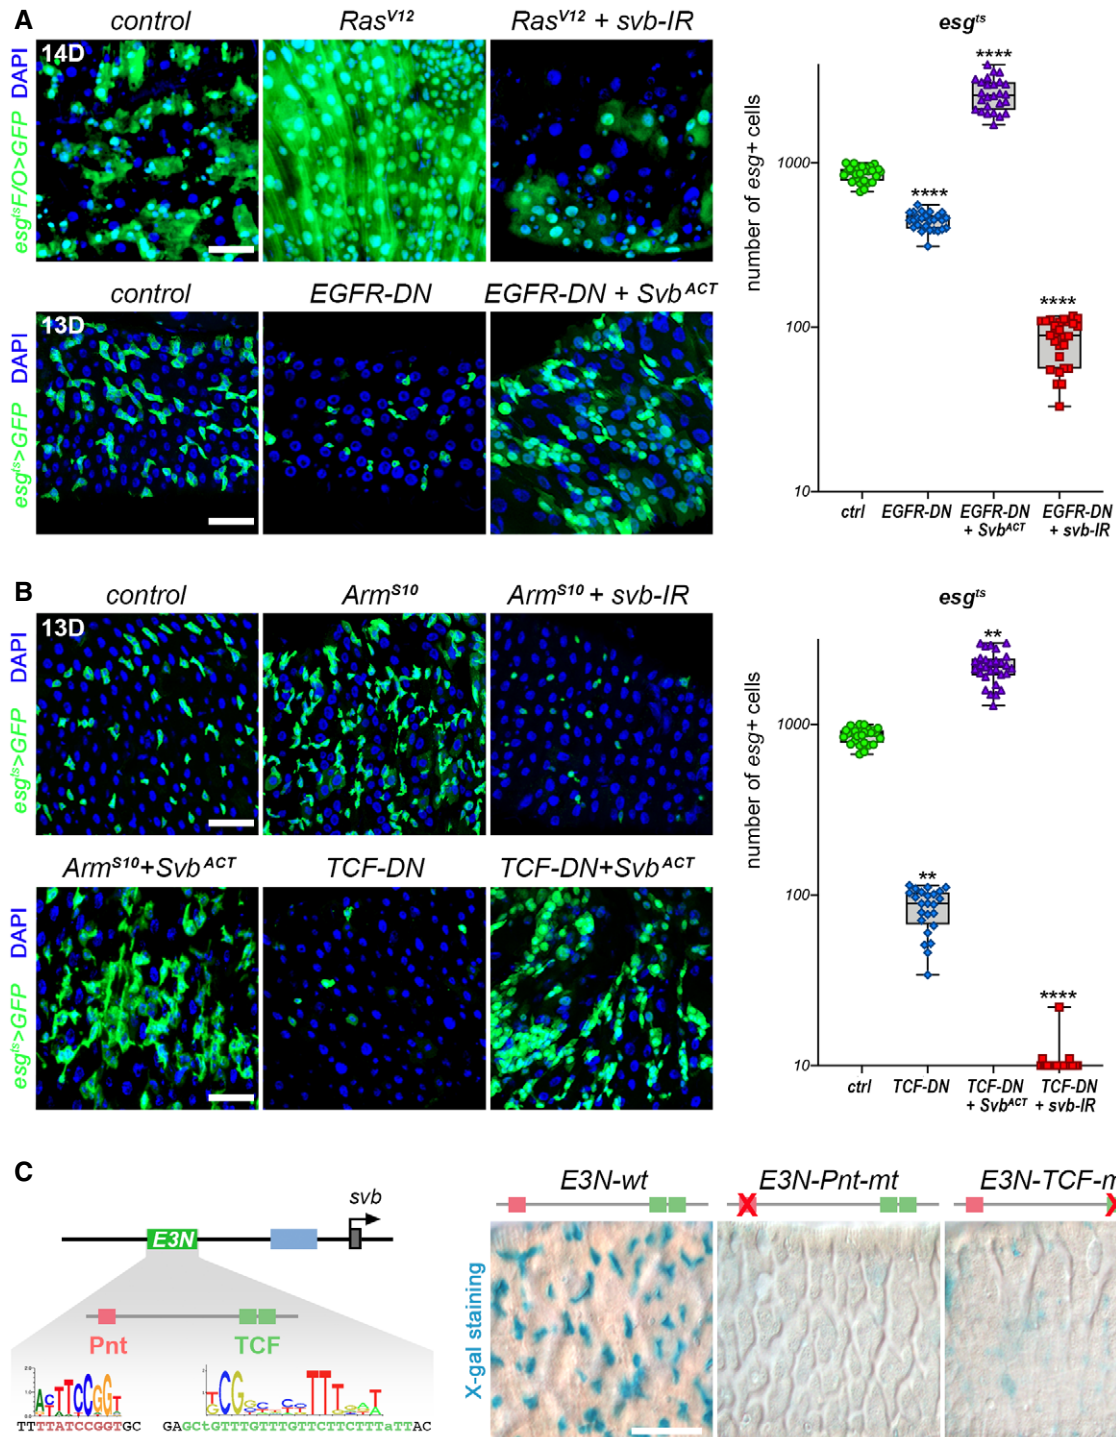 A
control
Ras^V12
Ras^V12 + svb-IR
esg^ts
14D
esg^ts F/O>GFP DAPI
control
EGFR-DN
EGFR-DN + Svb^ACT
13D
esg^ts>GFP DAPI
number of esg+ cells
1000
100
10
****
****
****
ctrl
EGFR-DN
EGFR-DN + Svb^ACT
EGFR-DN + svb-IR
B
control
Arm^S10
Arm^S10 + svb-IR
esg^ts
13D
esg^ts>GFP DAPI
Arm^S10+Svb^ACT
TCF-DN
TCF-DN+Svb^ACT
esg^ts>GFP DAPI
number of esg+ cells
1000
100
10
**
**
****
ctrl
TCF-DN
TCF-DN + Svb^ACT
TCF-DN + svb-IR
C
svb
E3N
Pnt
TCF
TTTTATCCGGTGC
GAGCtGTTTGTTTGTTCTTCTTTaTTAC
E3N-wt
E3N-Pnt-mt
E3N-TCF-m
X-gal staining